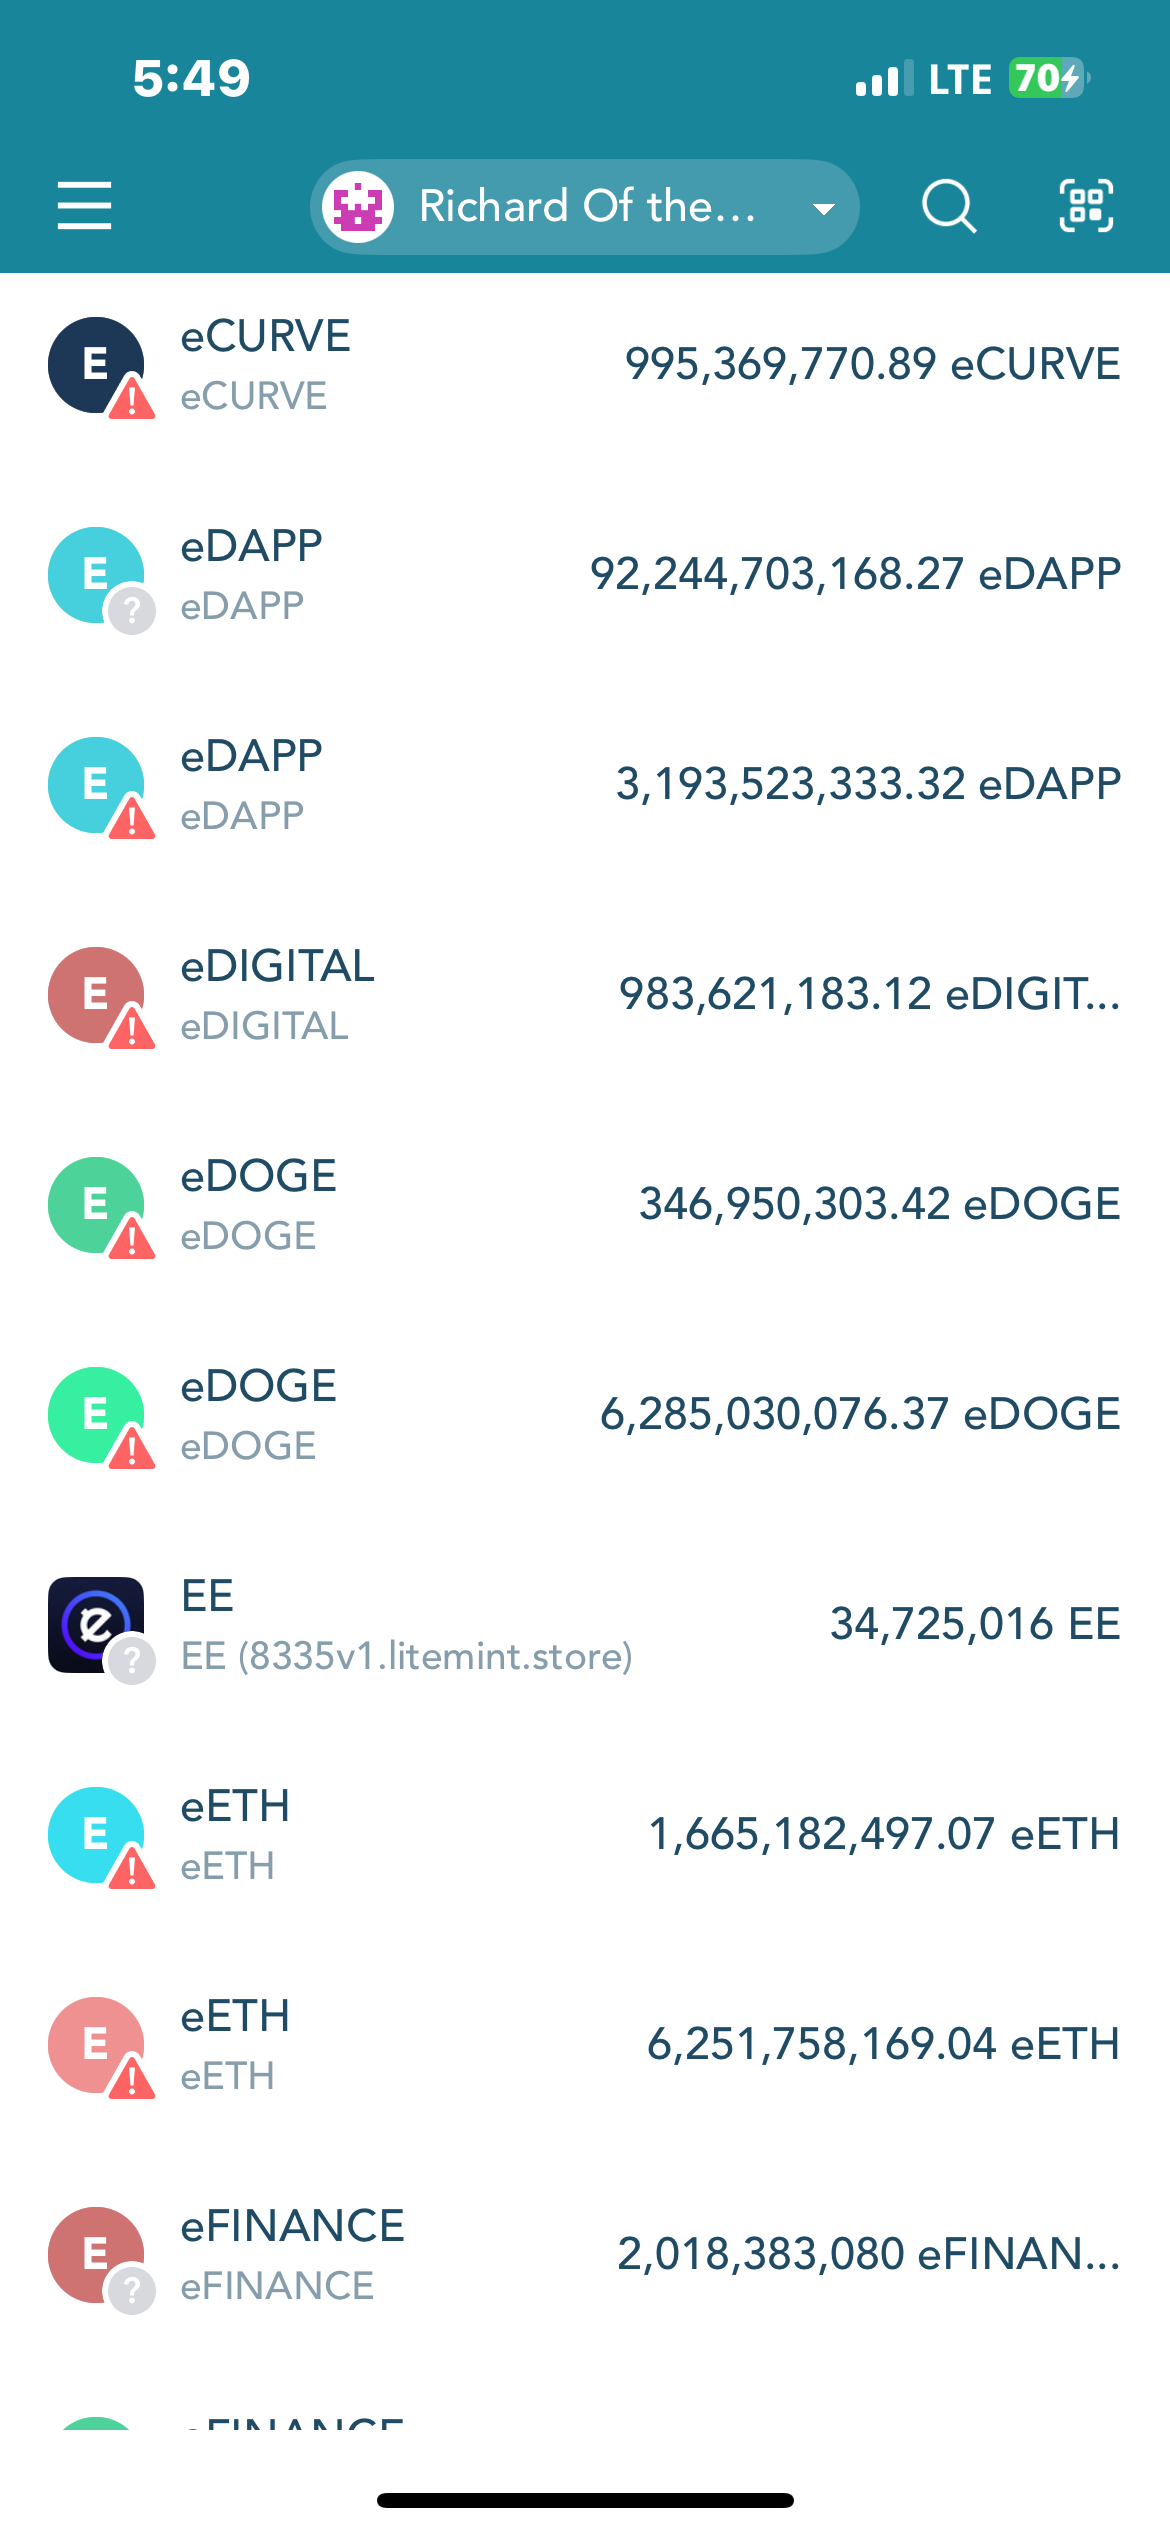 5:49
LTE 70
Richard Of the...
E eCURVE
eCURVE
995,369,770.89 eCURVE
E eDAPP
eDAPP
92,244,703,168.27 eDAPP
?
E eDAPP
eDAPP
3,193,523,333.32 eDAPP
E eDIGITAL
eDIGITAL
983,621,183.12 eDIGIT...
E eDOGE
eDOGE
346,950,303.42 eDOGE
E eDOGE
eDOGE
6,285,030,076.37 eDOGE
e EE
EE (8335v1.litemint.store)
34,725,016 EE
?
E eETH
eETH
1,665,182,497.07 eETH
E eETH
eETH
6,251,758,169.04 eETH
E eFINANCE
eFINANCE
2,018,383,080 eFINAN...
?
eFINANCE